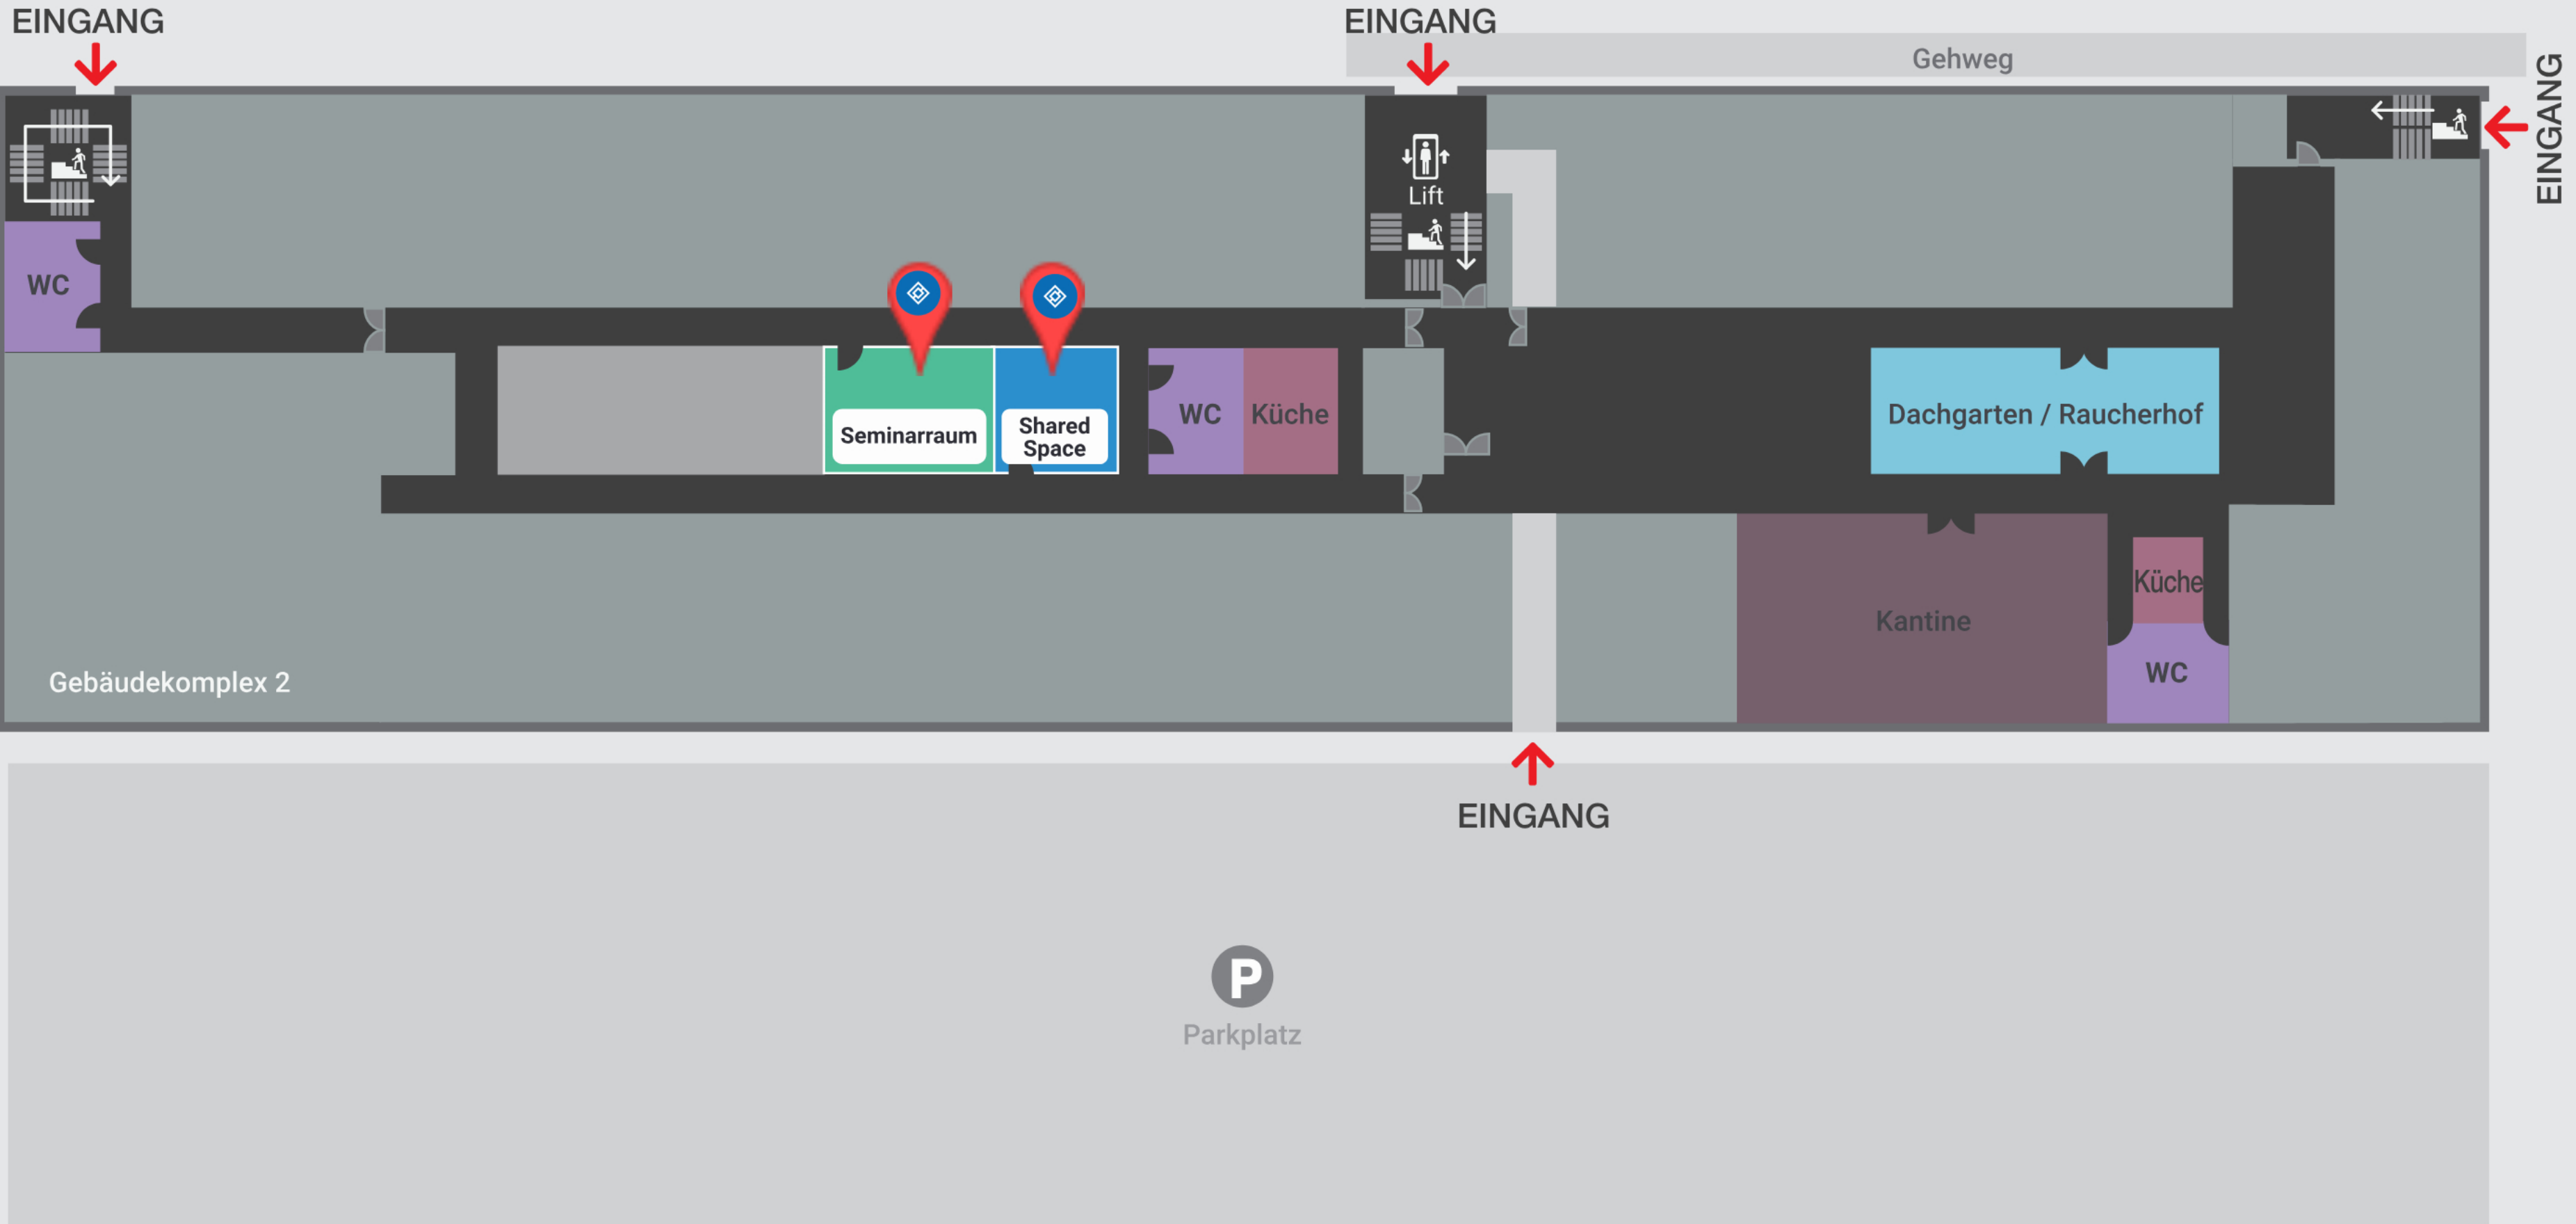 EINGANG
EINGANG
Gehweg
EINGANG
Lift
WC
Seminarraum
Shared
Space
WC
Küche
Dachgarten / Raucherhof
Küche
Kantine
WC
Gebäudekomplex 2
EINGANG
P
Parkplatz